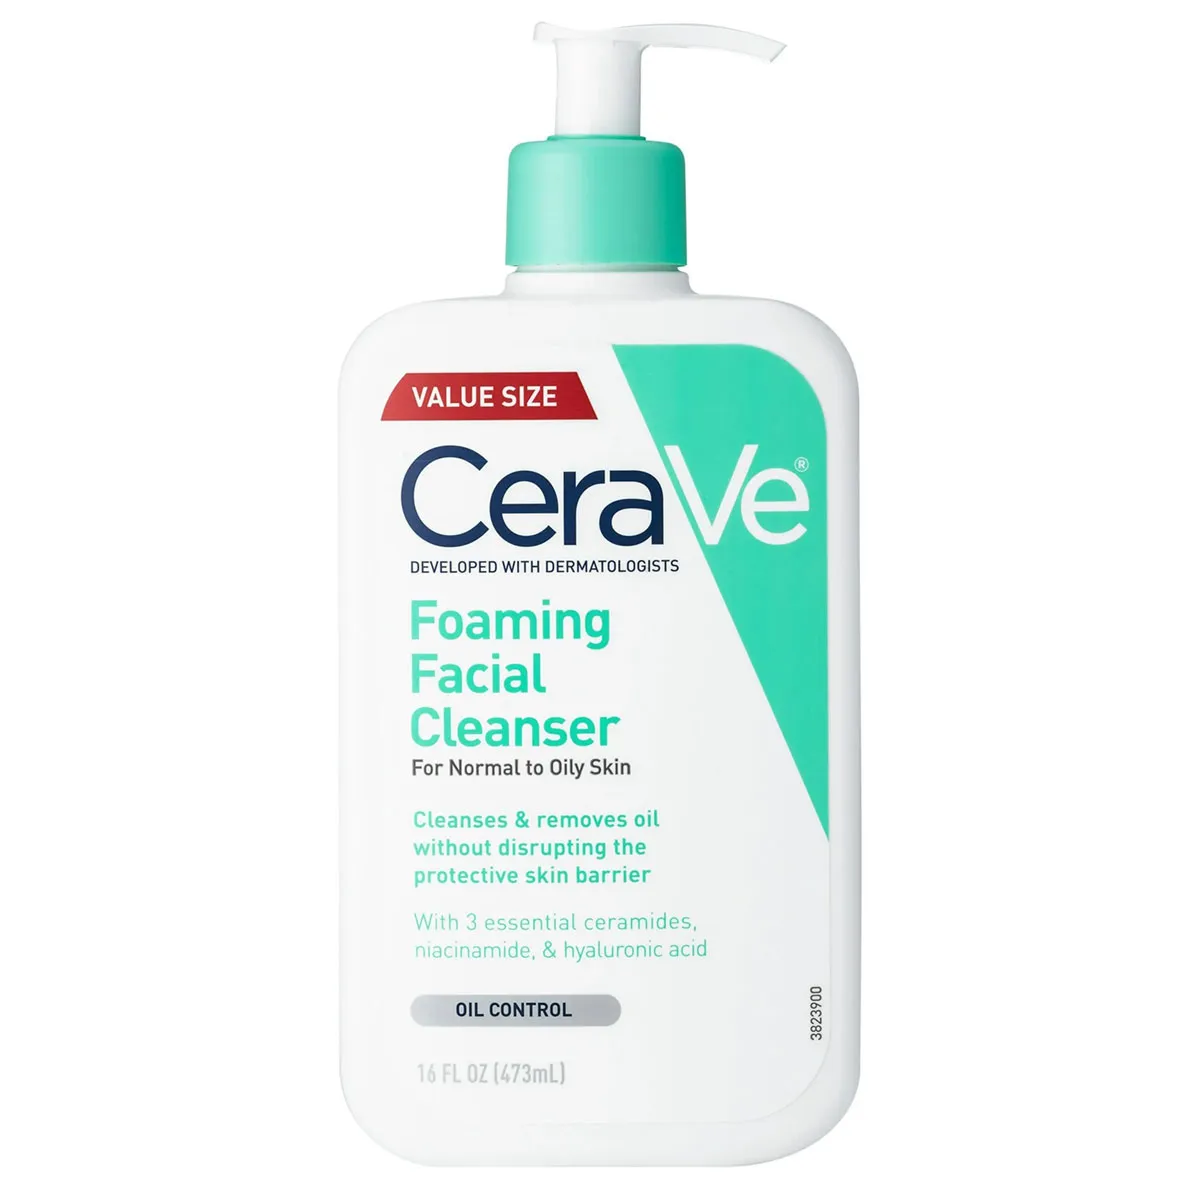 VALUE SIZE
CeraVe®
DEVELOPED WITH DERMATOLOGISTS
Foaming
Facial
Cleanser
For Normal to Oily Skin
Cleanses & removes oil
without disrupting the
protective skin barrier
With 3 essential ceramides,
niacinamide, & hyaluronic acid
OIL CONTROL
3823900
16 FL OZ (473mL)